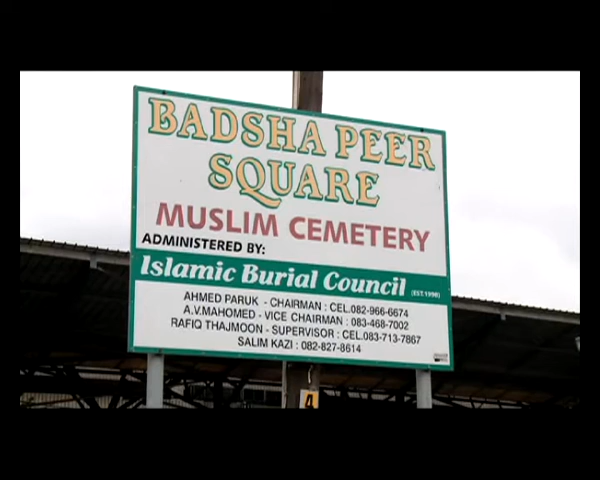 BADSHA PEER
SQUARE
MUSLIM CEMETERY
ADMINISTERED BY:
Islamic Burial Council (EST.1998)
AHMED PARUK - CHAIRMAN : CEL.082-966-6674
A.V.MAHOMED - VICE CHAIRMAN : 083-468-7002
RAFIQ THAJMOON - SUPERVISOR : CEL.083-713-7867
SALIM KAZI : 082-827-8614
4